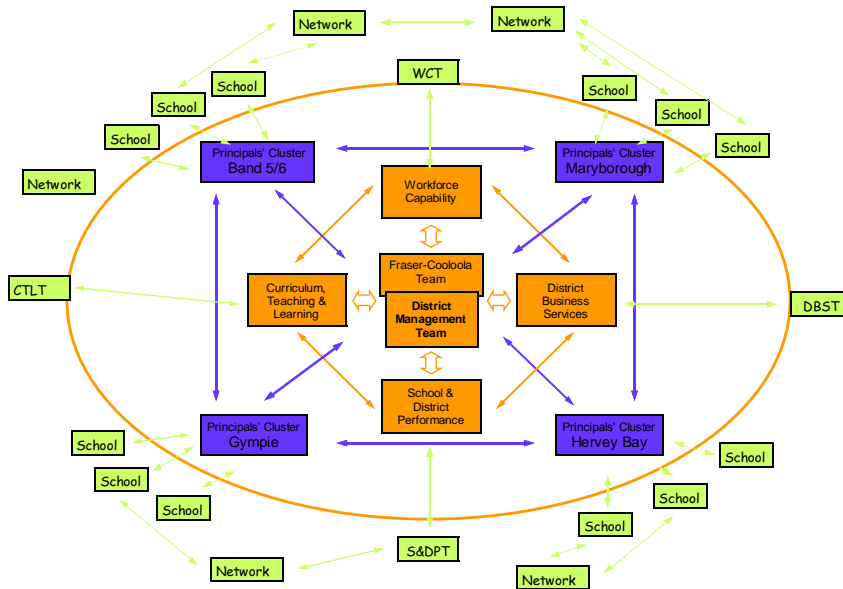 Network
Network
WCT
School
School
School
School
School
School
Principals' Cluster
Band 5/6
Principals' Cluster
Maryborough
Network
Workforce
Capability
Fraser-Cooloola
Team
CTLT
Curriculum,
Teaching &
Learning
District
Management
Team
District
Business
Services
DBST
School &
District
Performance
Principals' Cluster
Gympie
Principals' Cluster
Hervey Bay
School
School
School
School
School
School
S&DPT
Network
Network